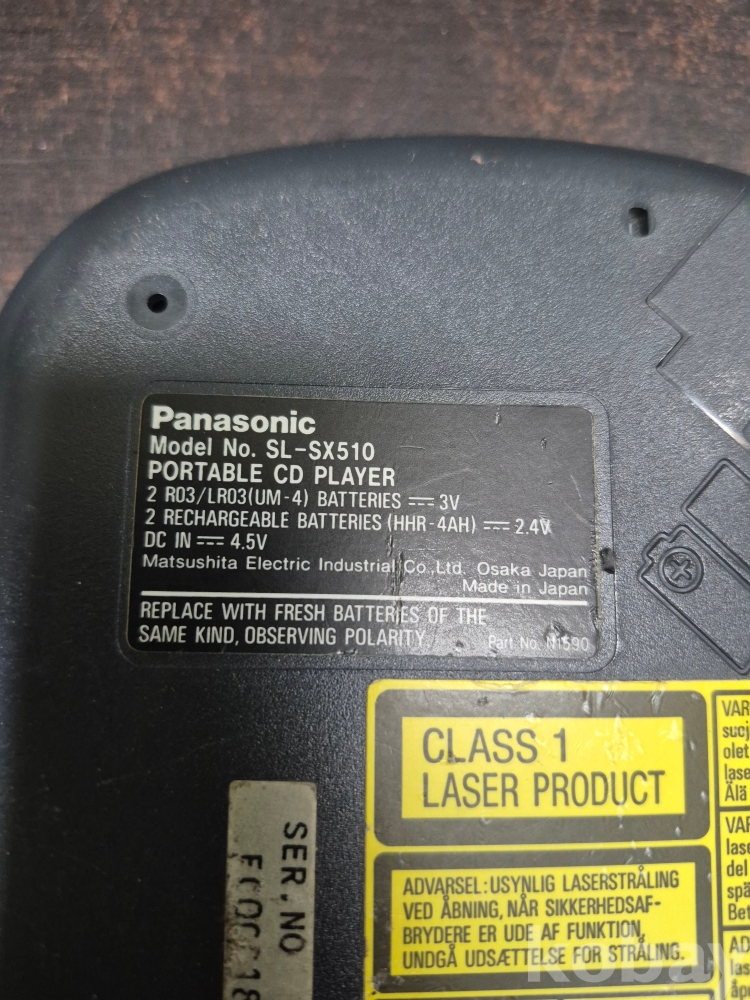 Panasonic
Model No. SL-SX510
PORTABLE CD PLAYER
2 R03/LR03(UM-4) BATTERIES ⎓ 3V
2 RECHARGEABLE BATTERIES (HHR-4AH) ⎓ 2.4V
DC IN ⎓ 4.5V
Matsushita Electric Industrial Co.,Ltd. Osaka Japan
Made in Japan
REPLACE WITH FRESH BATTERIES OF THE
SAME KIND, OBSERVING POLARITY
Part No. N1590
CLASS 1
LASER PRODUCT
ADVARSEL: USYNLIG LASERSTRÅLING
VED ÅBNING, NÅR SIKKERHEDSAF-
BRYDERE ER UDE AF FUNKTION,
UNDGÅ UDSÆTTELSE FOR STRÅLING.
SER. NO